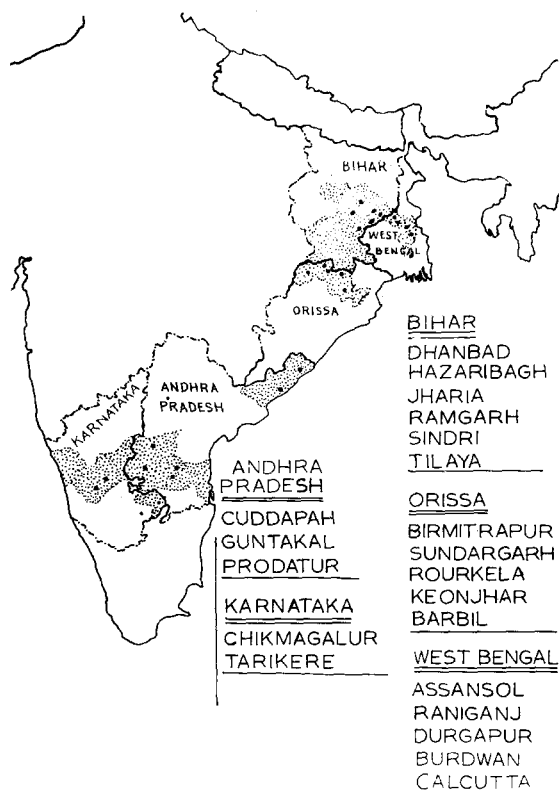 BIHAR
WEST
BENGAL
ORISSA
ANDHRA
PRADESH
KARNATAKA
BIHAR
DHANBAD
HAZARIBAGH
JHARIA
RAMGARH
SINDRI
TILAYA
ORISSA
BIRMITRAPUR
SUNDARGARH
ROURKELA
KEONJHAR
BARBIL
WEST BENGAL
ASSANSOL
RANIGANJ
DURGAPUR
BURDWAN
CALCUTTA
ANDHRA
PRADESH
CUDDAPAH
GUNTAKAL
PRODATUR
KARNATAKA
CHIKMAGALUR
TARIKERE